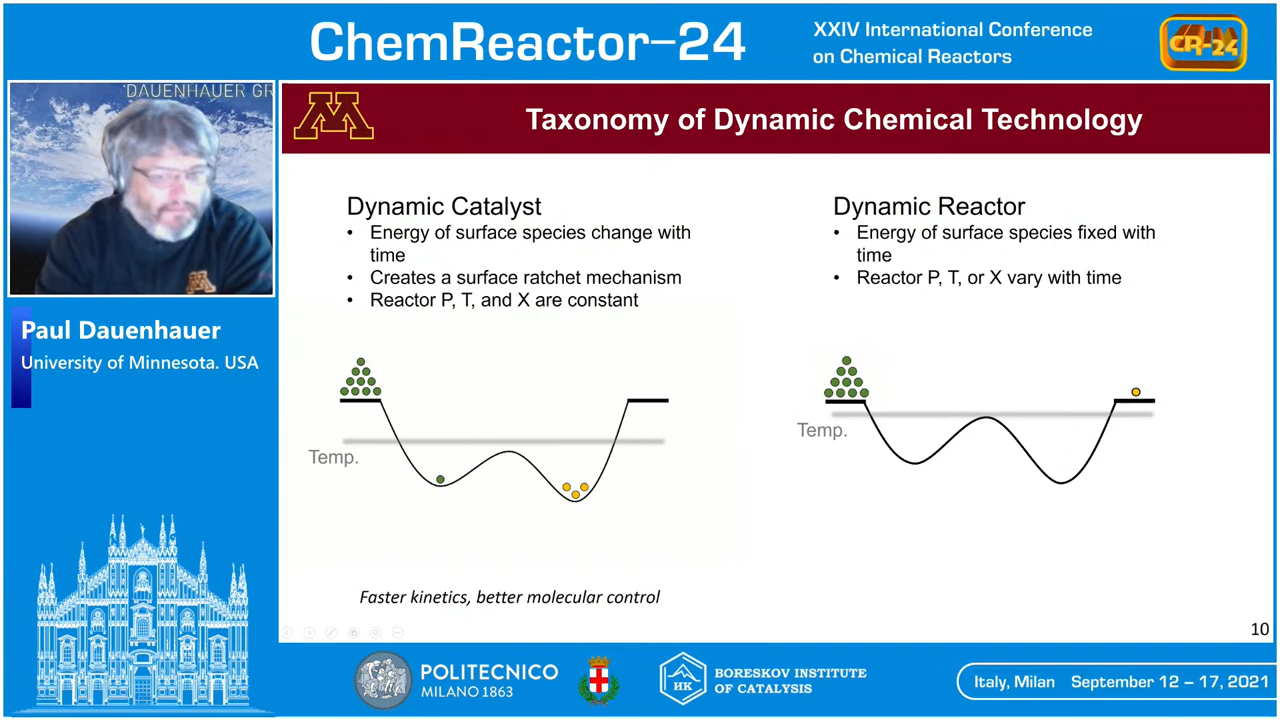 ChemReactor–24
XXIV International Conference
on Chemical Reactors
CR-24
DAUENHAUER GR
M
Taxonomy of Dynamic Chemical Technology
Dynamic Catalyst
• Energy of surface species change with
time
• Creates a surface ratchet mechanism
• Reactor P, T, and X are constant
Dynamic Reactor
• Energy of surface species fixed with
time
• Reactor P, T, or X vary with time
M
Paul Dauenhauer
University of Minnesota. USA
Temp.
Temp.
Faster kinetics, better molecular control
10
POLITECNICO
MILANO 1863
НК
BORESKOV INSTITUTE
OF CATALYSIS
Italy, Milan September 12 – 17, 2021